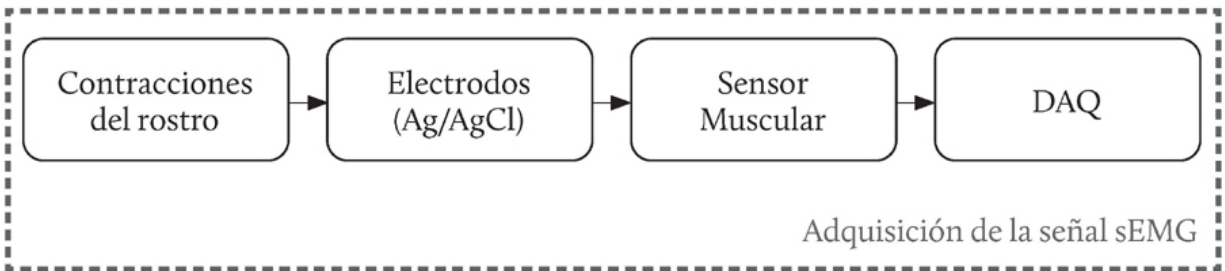 Contracciones
del rostro
Electrodos
(Ag/AgCl)
Sensor
Muscular
DAQ
Adquisición de la señal sEMG